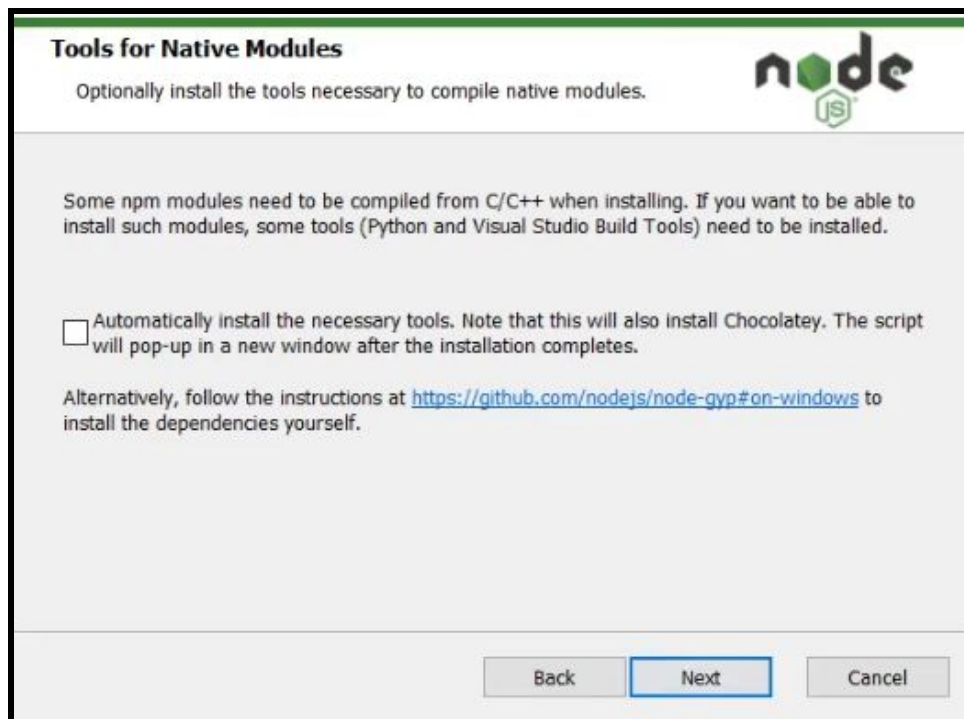 Tools for Native Modules
Optionally install the tools necessary to compile native modules.
node
JS
Some npm modules need to be compiled from C/C++ when installing. If you want to be able to
install such modules, some tools (Python and Visual Studio Build Tools) need to be installed.
Automatically install the necessary tools. Note that this will also install Chocolatey. The script
will pop-up in a new window after the installation completes.
Alternatively, follow the instructions at https://github.com/nodejs/node-gyp#on-windows to
install the dependencies yourself.
Back Next Cancel